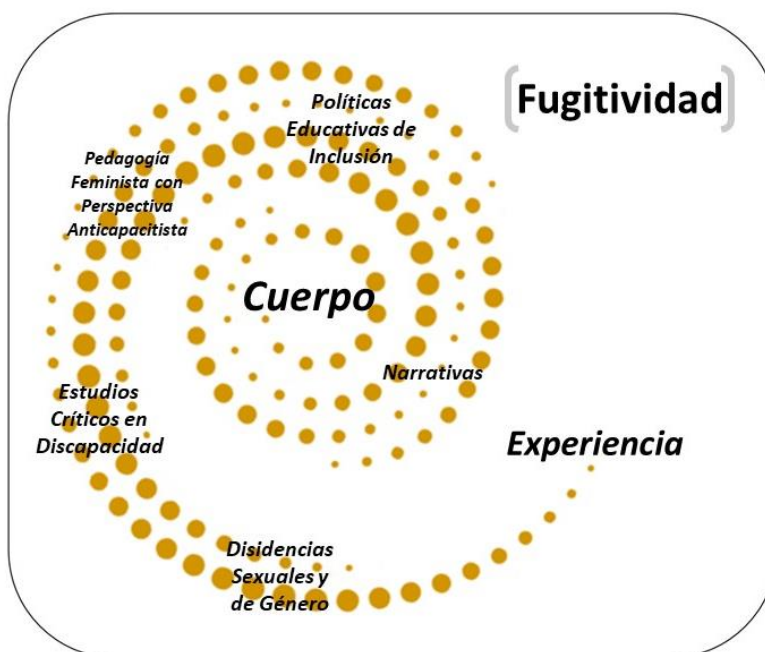 [Fugitividad]
Políticas
Educativas de
Inclusión
Pedagogía
Feminista con
Perspectiva
Anticapacitista
Cuerpo
Narrativas
Estudios
Críticos en
Discapacidad
Experiencia
Disidencias
Sexuales y
de Género